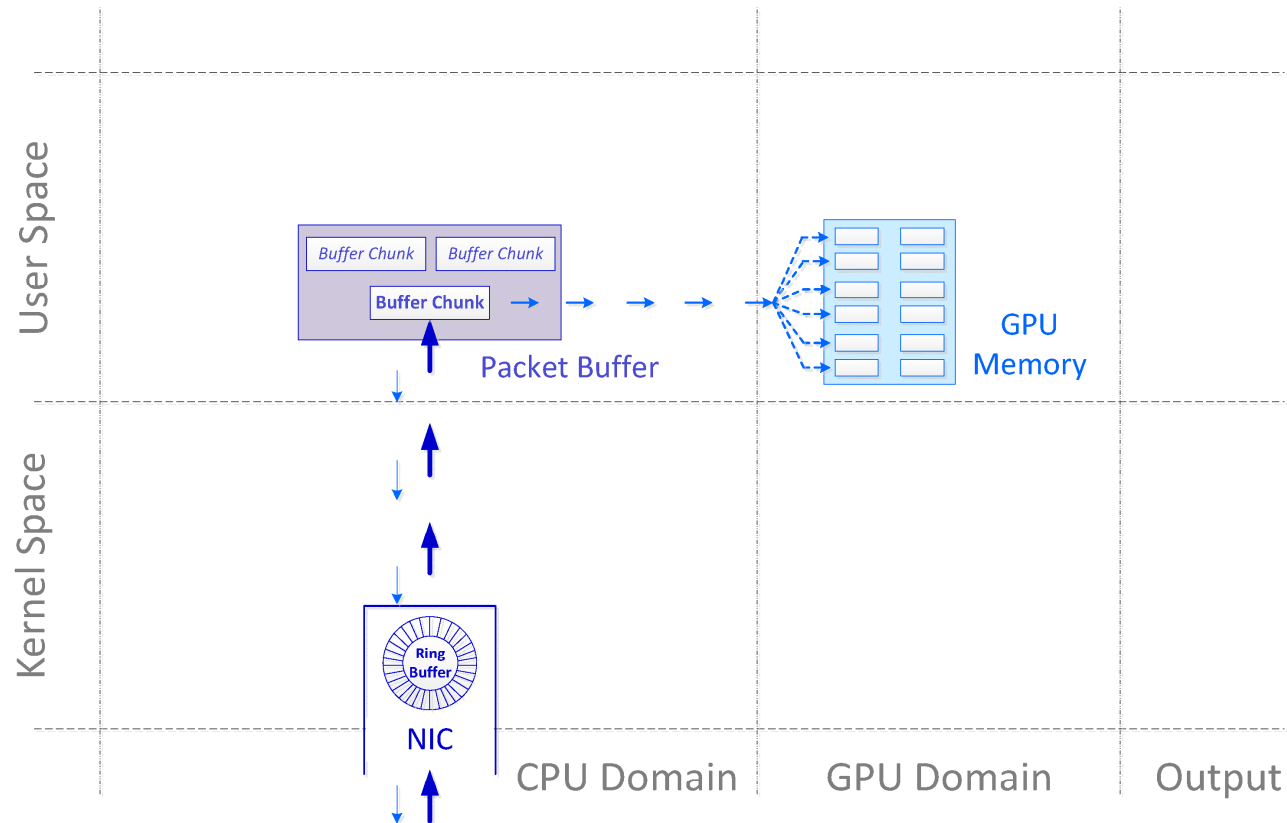 User Space
Buffer Chunk
Buffer Chunk
Buffer Chunk
Packet Buffer
GPU
Memory
Kernel Space
Ring
Buffer
NIC
CPU Domain
GPU Domain
Output